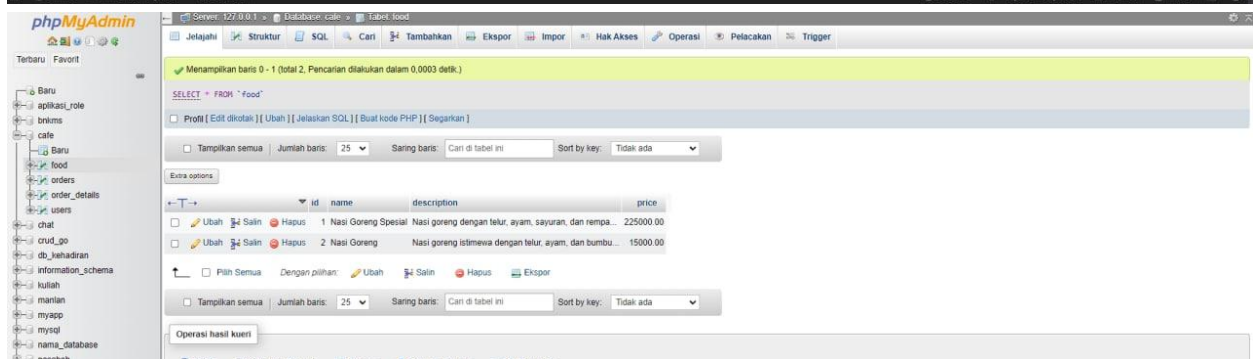 phpMyAdmin
Terbaru Favorit
Baru
aplikasi_role
bnkms
cafe
Baru
food
orders
order_details
users
chat
crud_go
db_kehadiran
information_schema
kuliah
manlan
myapp
mysql
nama_database
Server: 127.0.0.1 » Database: cafe » Tabel: food
Jelajahi Struktur SQL Cari Tambahkan Ekspor Impor Hak Akses Operasi Pelacakan Trigger
Menampilkan baris 0 - 1 (total 2, Pencarian dilakukan dalam 0,0003 detik.)
SELECT * FROM `food`
Profil [ Edit dikotak ] [ Ubah ] [ Jelaskan SQL ] [ Buat kode PHP ] [ Segarkan ]
Tampilkan semua | Jumlah baris: 25 Saring baris: Cari di tabel ini Sort by key: Tidak ada
Extra options
←T→ id name description price
Ubah Salin Hapus 1 Nasi Goreng Spesial Nasi goreng dengan telur, ayam, sayuran, dan rempa... 225000.00
Ubah Salin Hapus 2 Nasi Goreng Nasi goreng istimewa dengan telur, ayam, dan bumbu... 15000.00
Pilih Semua Dengan pilihan: Ubah Salin Hapus Ekspor
Tampilkan semua | Jumlah baris: 25 Saring baris: Cari di tabel ini Sort by key: Tidak ada
Operasi hasil kueri